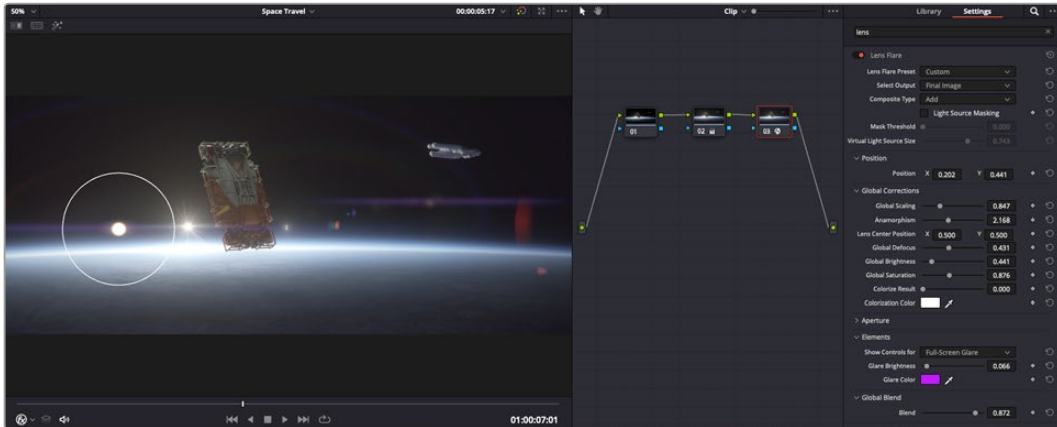 50% Space Travel 00:00:05:17 Clip Library Settings
lens
Lens Flare
Lens Flare Preset Custom
Select Output Final Image
Composite Type Add
Light Source Masking
Mask Threshold 0.000
Virtual Light Source Size 0.743
Position
Position X 0.202 Y 0.441
Global Corrections
Global Scaling 0.847
Anamorphism 2.168
Lens Center Position X 0.500 Y 0.500
Global Defocus 0.431
Global Brightness 0.441
Global Saturation 0.876
Colorize Result 0.000
Colorization Color
Aperture
Elements
Show Controls for Full-Screen Glare
Glare Brightness 0.066
Glare Color
Global Blend
Blend 0.872
01 02 03
01:00:07:01